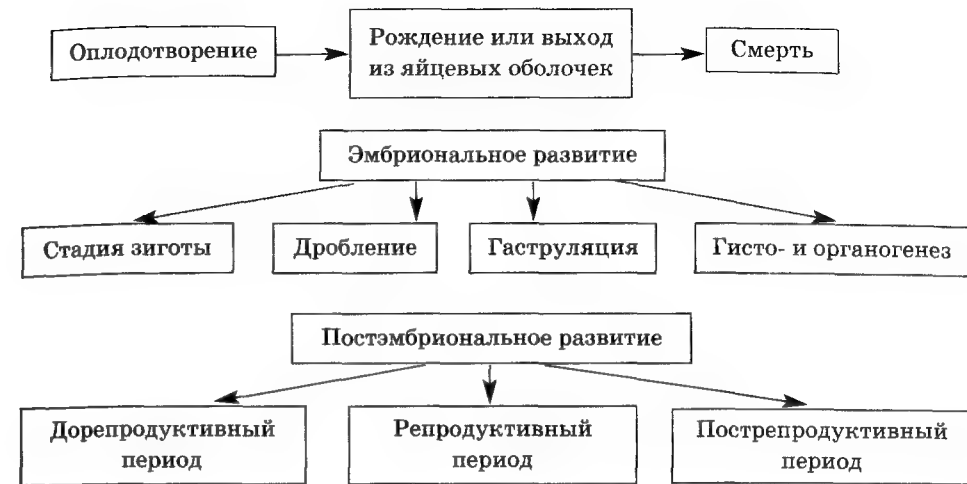 Оплодотворение
Рождение или выход
из яйцевых оболочек
Смерть
Эмбриональное развитие
Стадия зиготы
Дробление
Гаструляция
Гисто- и органогенез
Постэмбриональное развитие
Дорепродуктивный
период
Репродуктивный
период
Пострепродуктивный
период